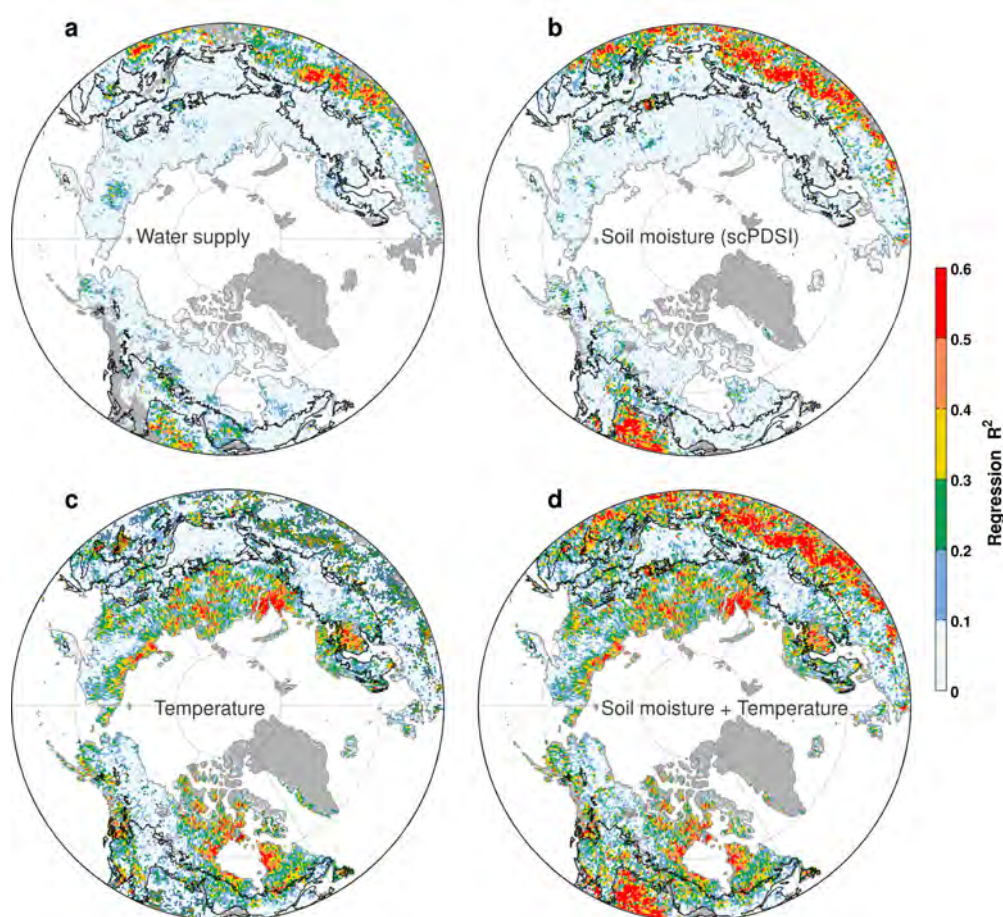 a
b
Water supply
Soil moisture (scPDSI)
c
d
Temperature
Soil moisture + Temperature
0.6
0.5
0.4
0.3
0.2
0.1
0
Regression R²